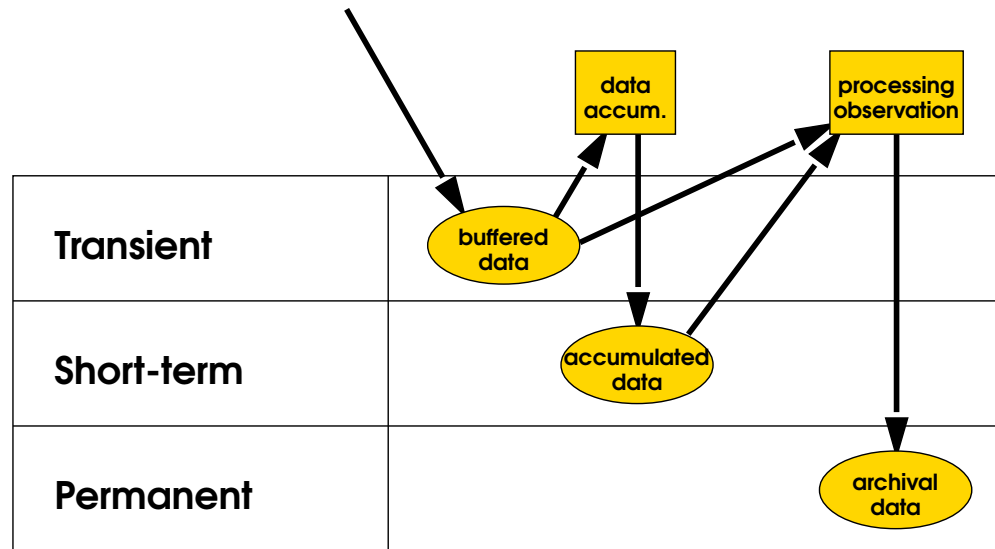 data
accum.
processing
observation
Transient
buffered
data
Short-term
accumulated
data
Permanent
archival
data